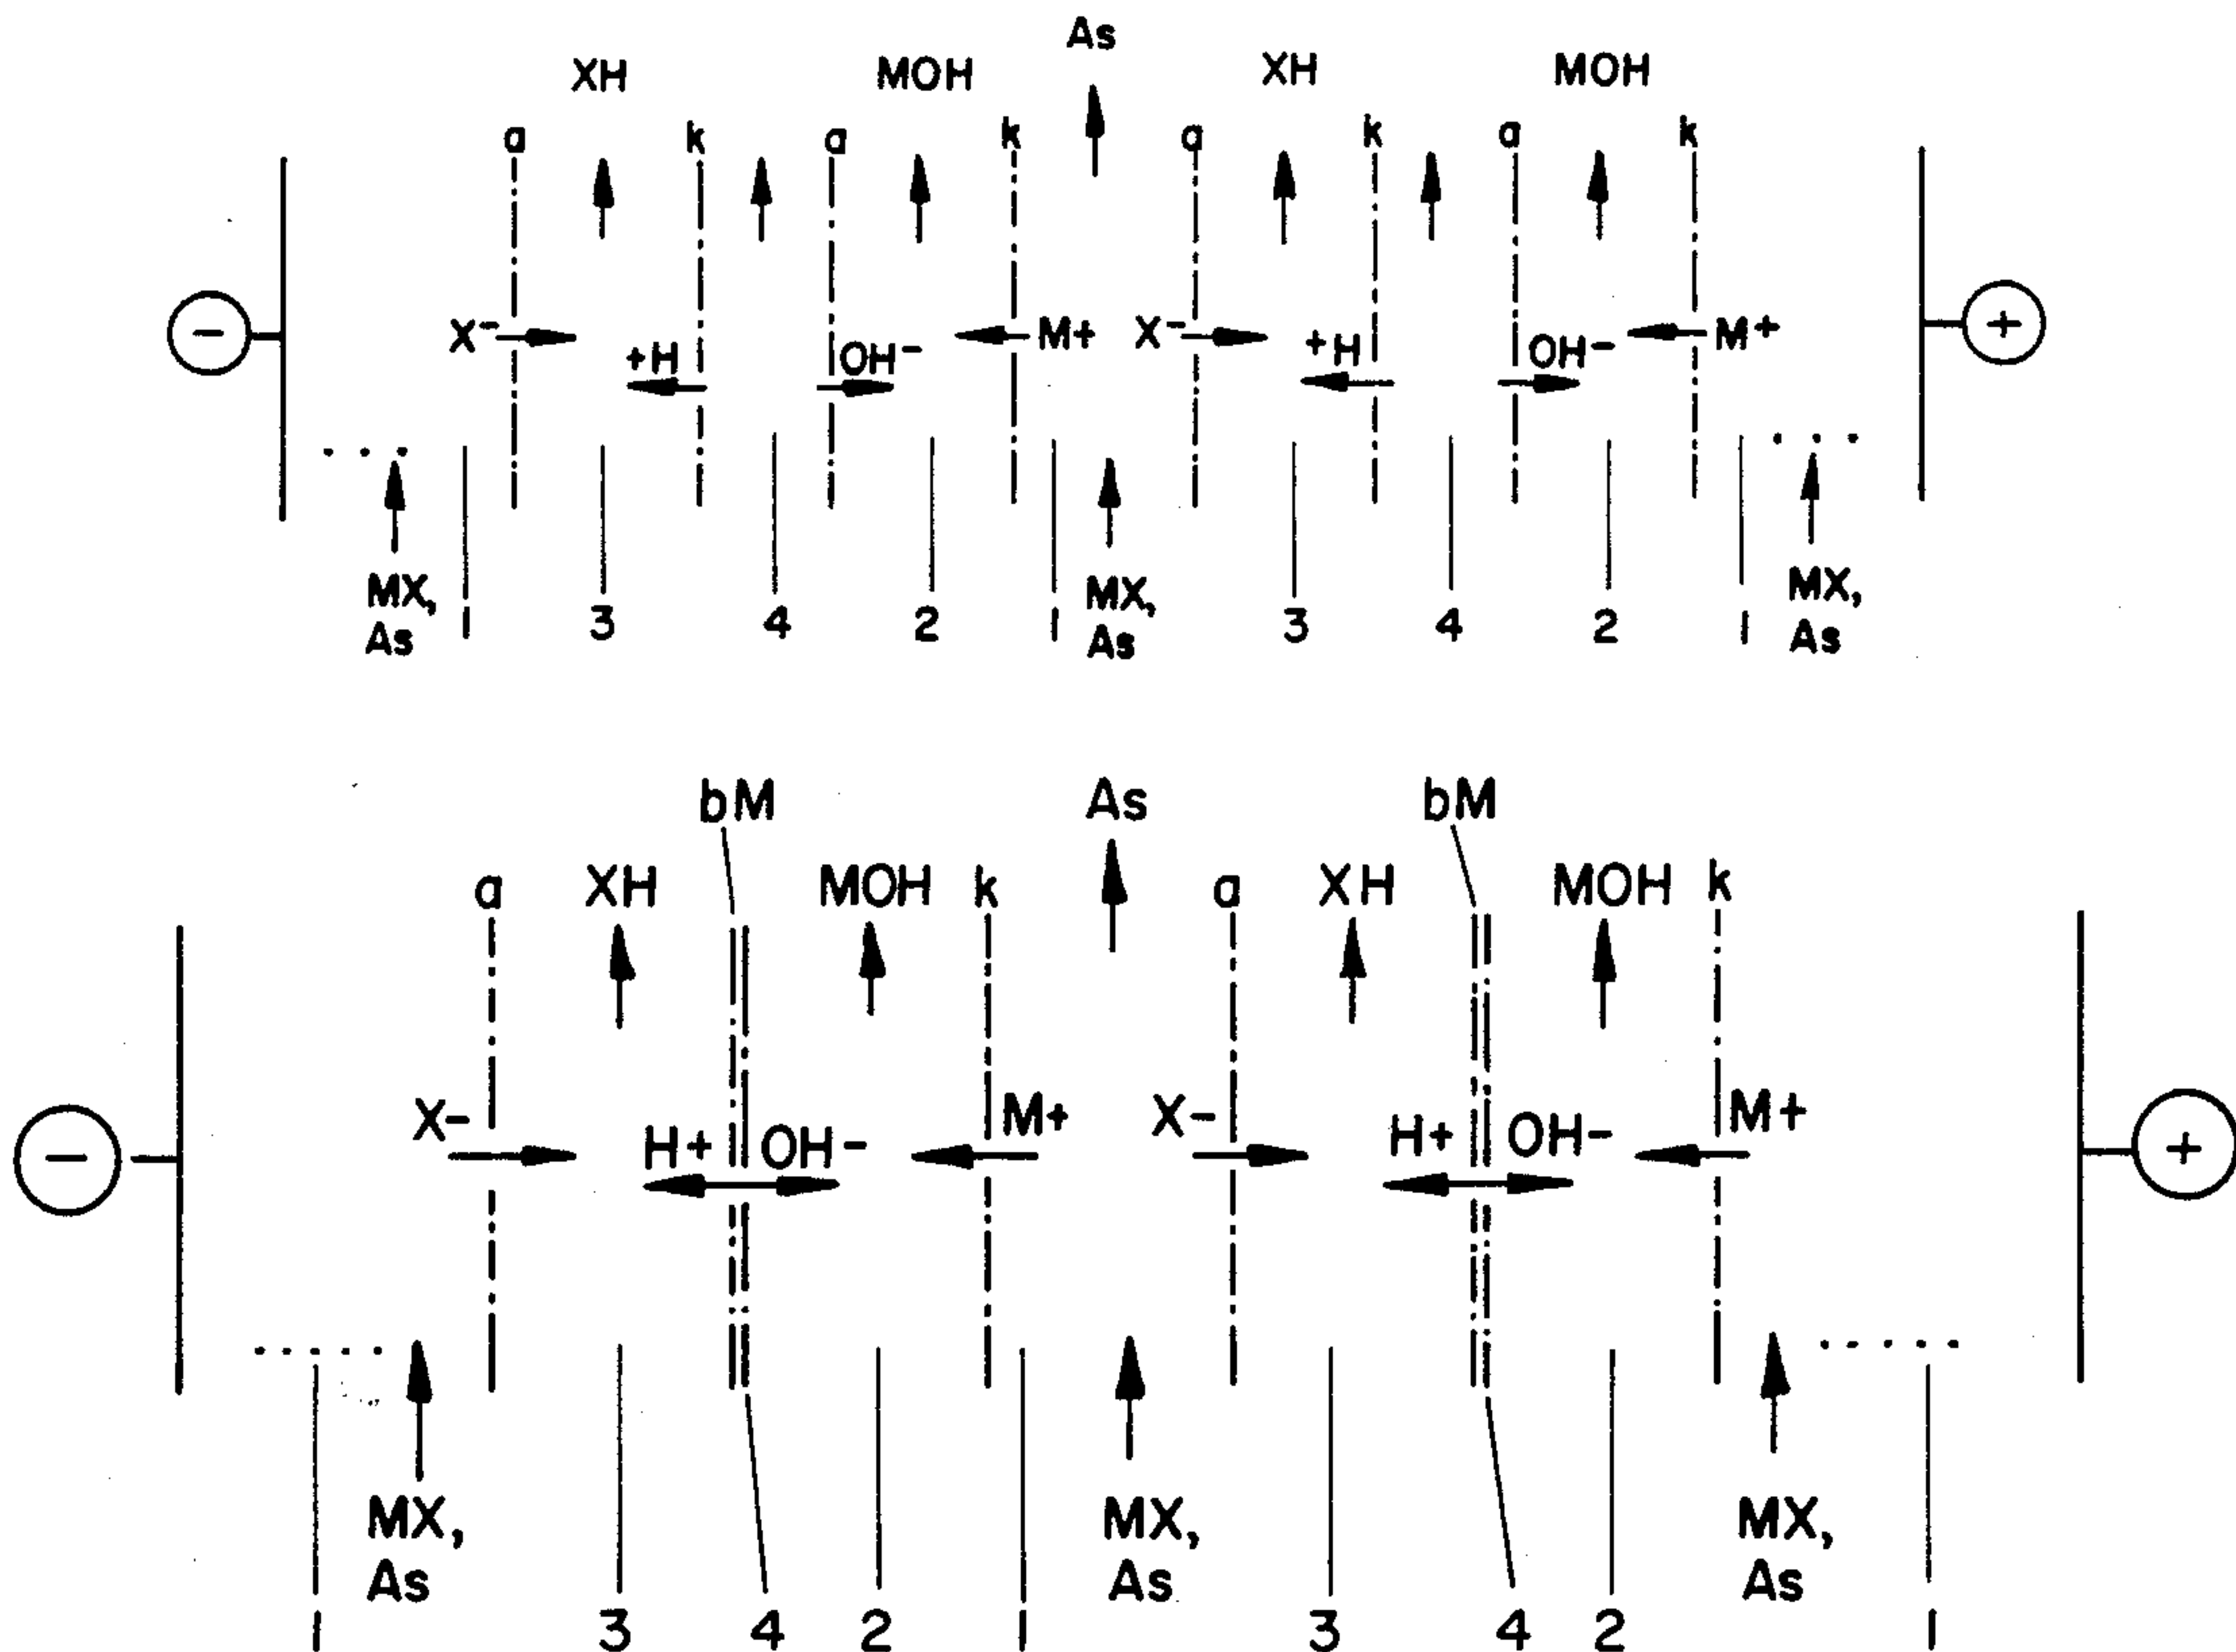 As
XH MOH XH MOH
a k a k a k a k
X- +H OH- M+ X- +H OH- M+
- +
MX, MX, MX,
As As As
1 3 4 2 1 3 4 2 1
bM As bM
a XH MOH k a XH MOH k
X- H+ OH- M+ X- H+ OH- M+
- +
MX, MX, MX,
As As As
1 3 4 2 1 3 4 2 1